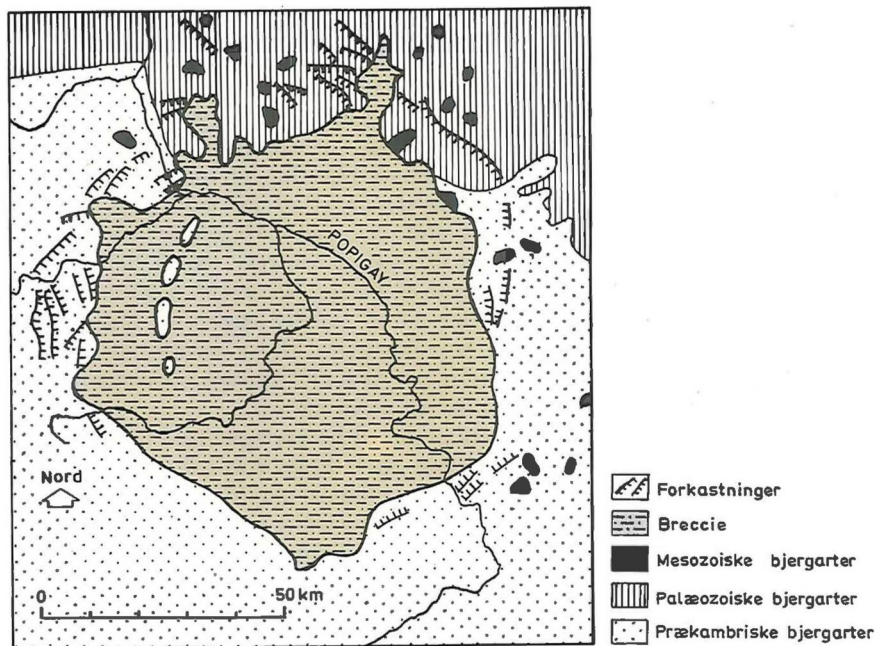 POPIGAY
Nord
0 50 km
Forkastninger
Breccie
Mesozoiske bjergarter
Palæozoiske bjergarter
Prækambriske bjergarter